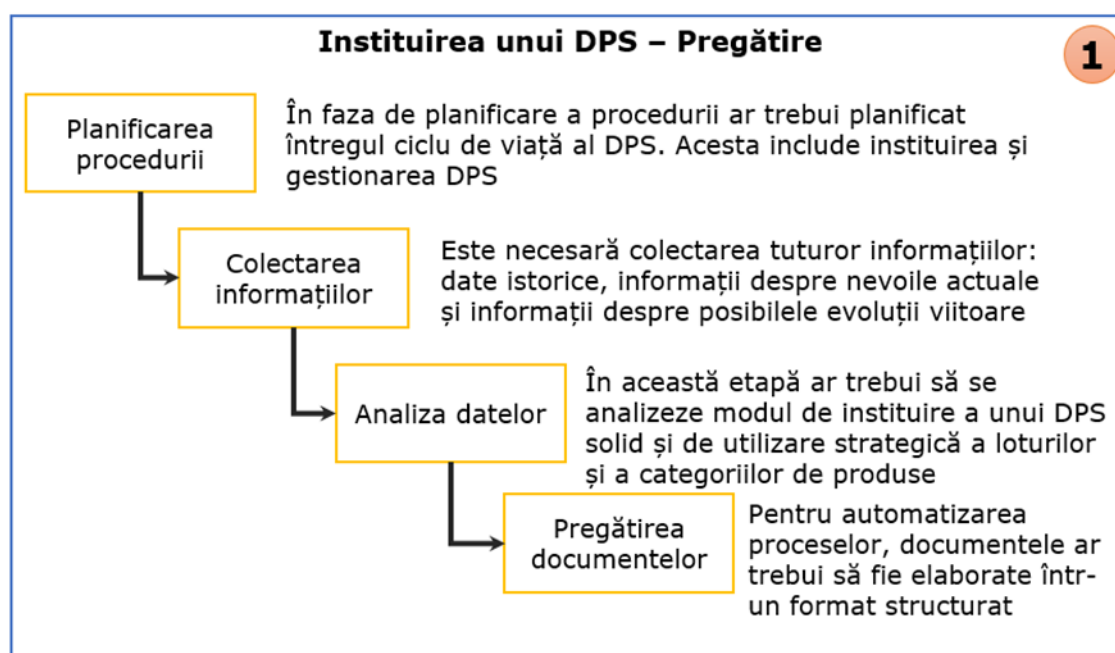 Instituirea unui DPS – Pregătire
1
Planificarea
procedurii
În faza de planificare a procedurii ar trebui planificat
întregul ciclu de viață al DPS. Acesta include instituirea și
gestionarea DPS
Colectarea
informațiilor
Este necesară colectarea tuturor informațiilor:
date istorice, informații despre nevoile actuale
și informații despre posibilele evoluții viitoare
Analiza datelor
În această etapă ar trebui să se
analizeze modul de instituire a unui DPS
solid și de utilizare strategică a loturilor
și a categoriilor de produse
Pregătirea
documentelor
Pentru automatizarea
proceselor, documentele ar
trebui să fie elaborate într-
un format structurat